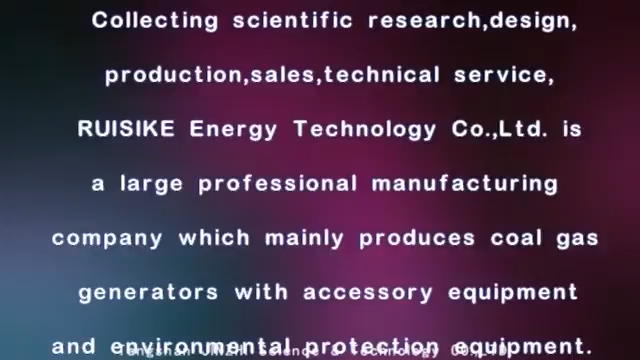 Collecting scientific research,design,
production,sales,technical service,
RUISIKE Energy Technology Co.,Ltd. is
a large professional manufacturing
company which mainly produces coal gas
generators with accessory equipment
and environmental protection equipment.